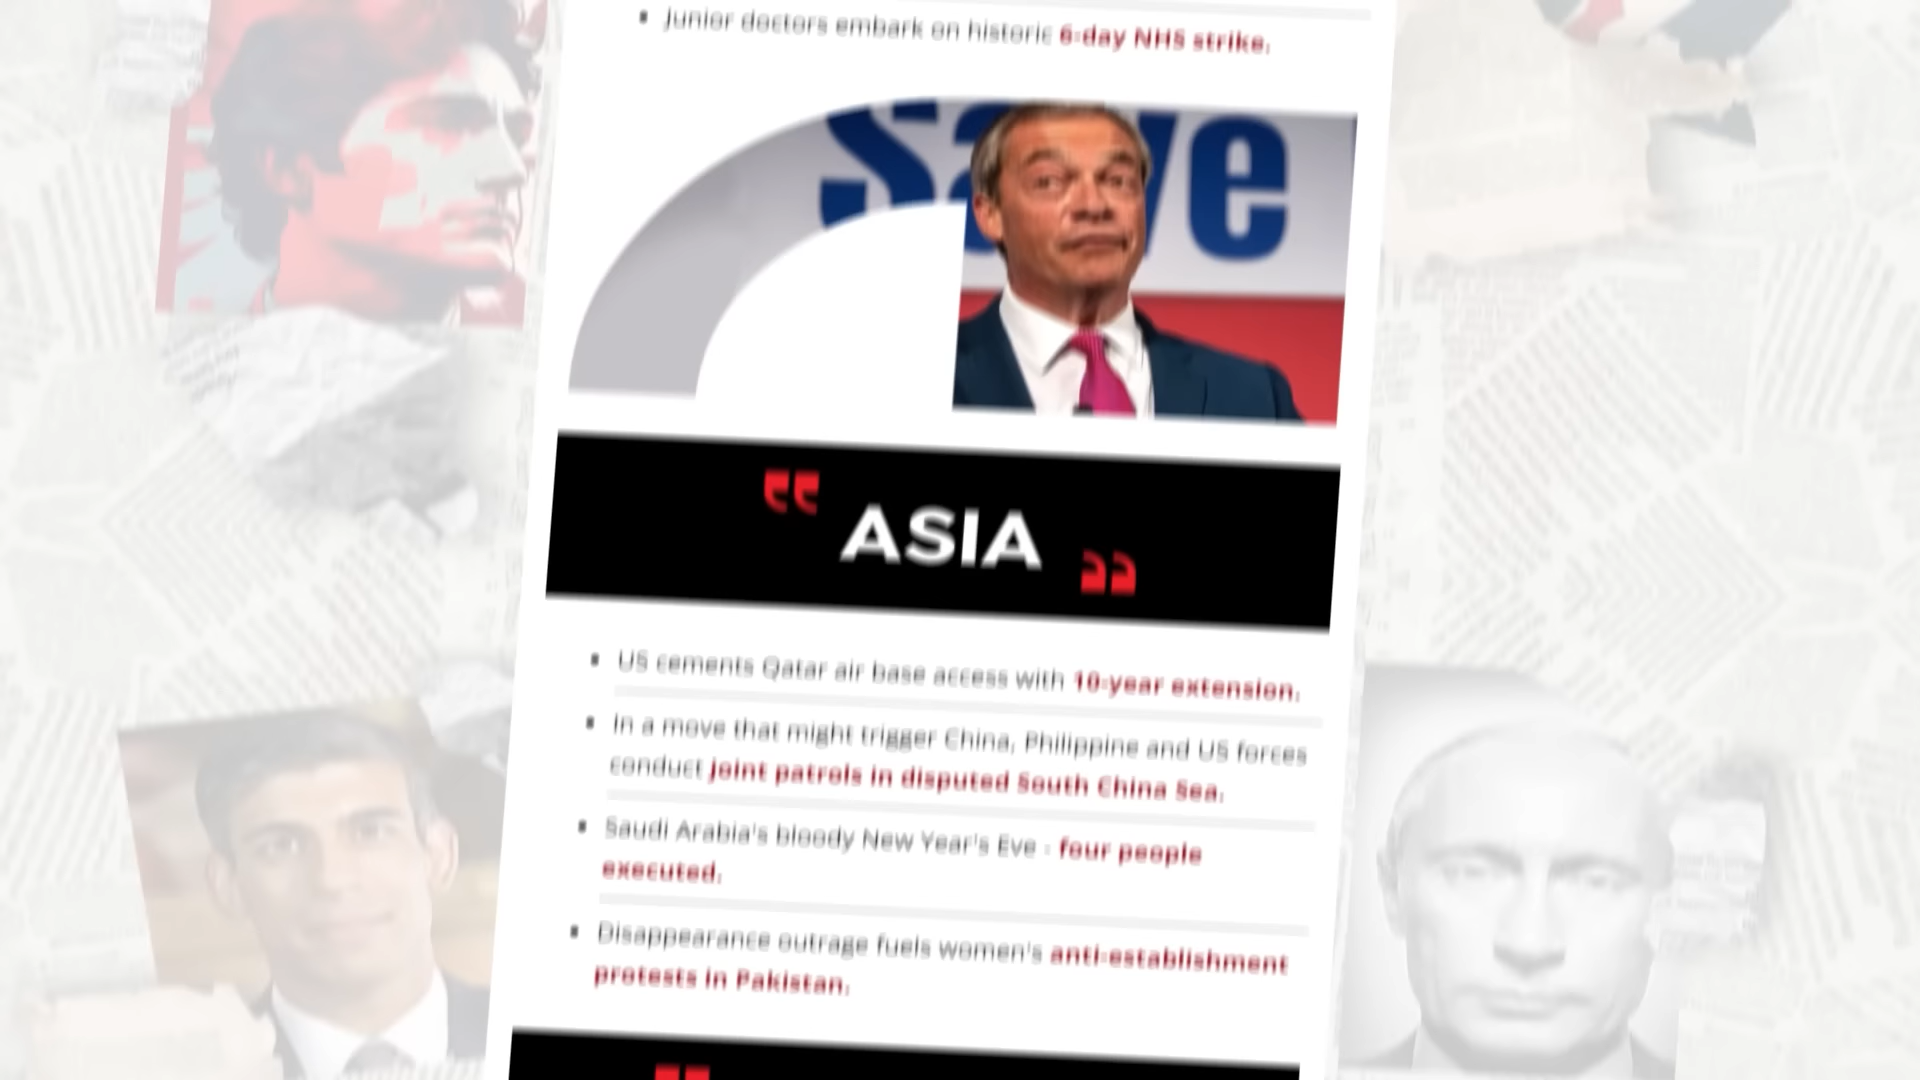 Junior doctors embark on historic 6-day NHS strike.
Save
ASIA
US cements Qatar air base access with 10-year extension.
In a move that might trigger China, Philippine and US forces
conduct joint patrols in disputed South China Sea.
Saudi Arabia's bloody New Year's Eve - four people
executed.
Disappearance outrage fuels women's anti-establishment
protests in Pakistan.